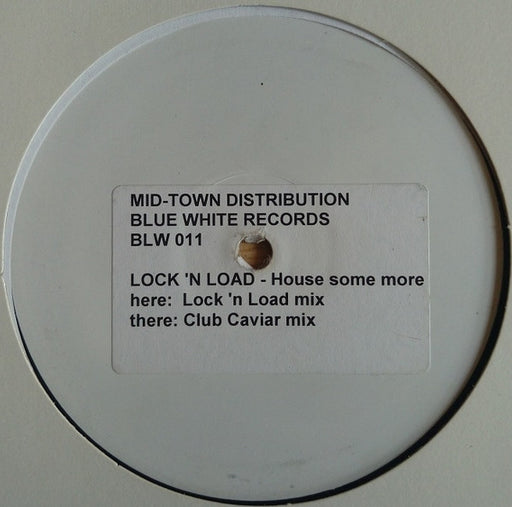 MID-TOWN DISTRIBUTION
BLUE WHITE RECORDS
BLW 011
LOCK 'N LOAD - House some more
here: Lock 'n Load mix
there: Club Caviar mix